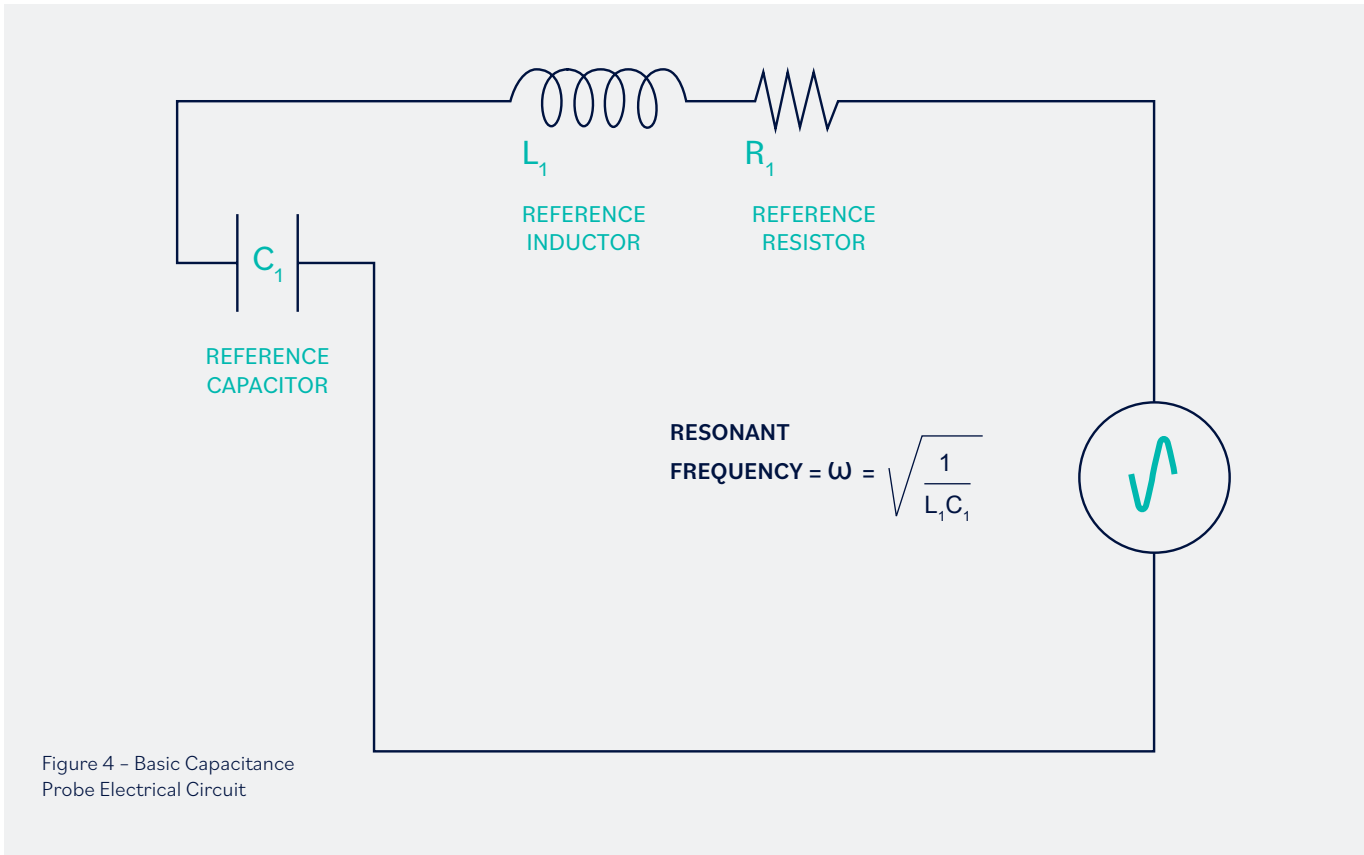 L₁
R₁
REFERENCE
INDUCTOR
REFERENCE
RESISTOR
C₁
REFERENCE
CAPACITOR
RESONANT
FREQUENCY = ω = √(1/(L₁C₁))
Figure 4 – Basic Capacitance
Probe Electrical Circuit